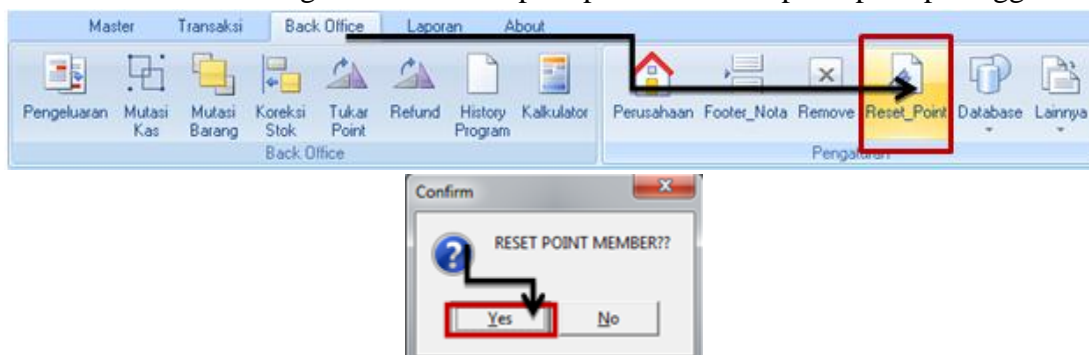 Master Transaksi Back Office Laporan About
Pengeluaran Mutasi Kas Mutasi Barang Koreksi Stok Tukar Point Refund History Program Kalkulator Perusahaan Footer_Nota Remove Reset_Point Database Lainnya
Back Office Pengaturan
Confirm
RESET POINT MEMBER??
Yes No